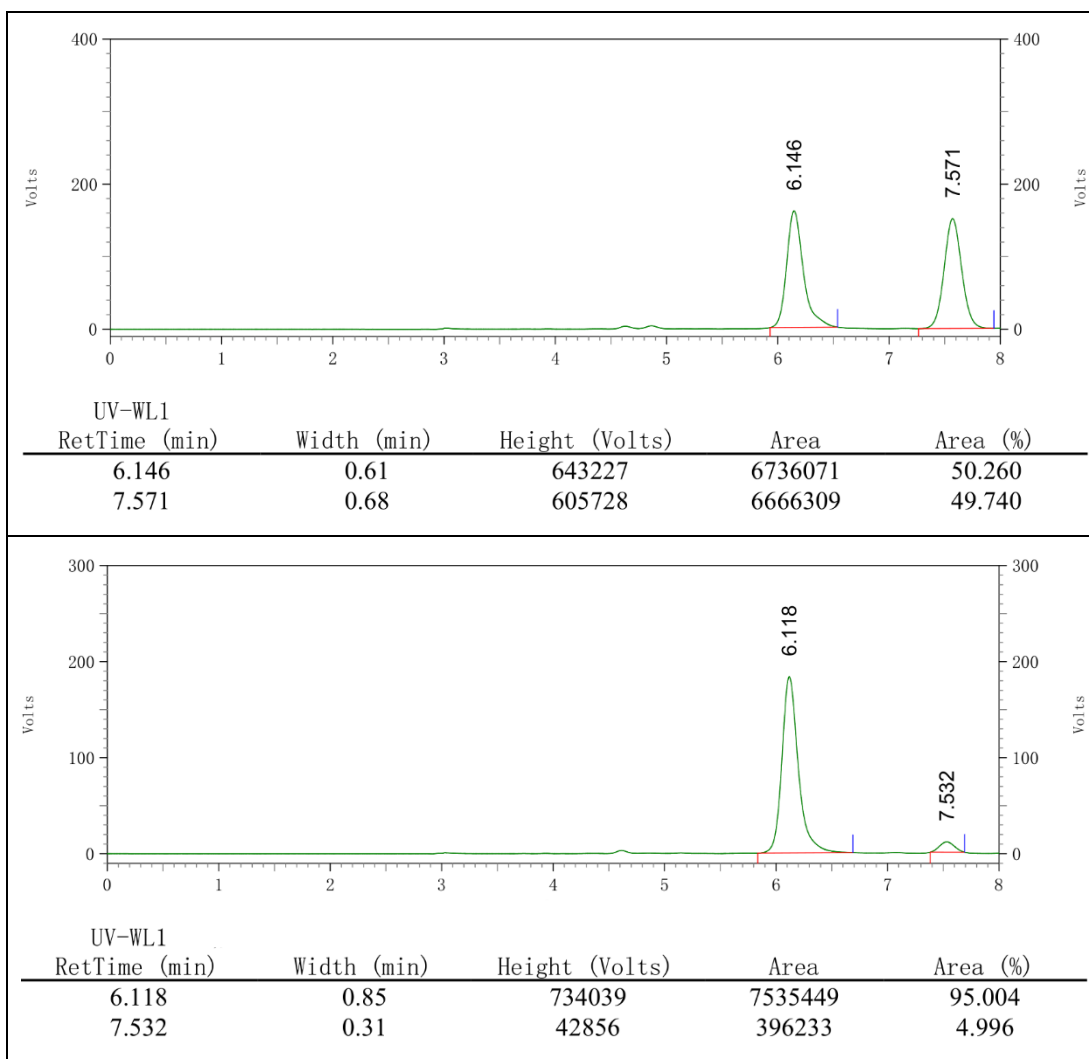 400 400
6.146
7.571
Volts Volts
200 200
0 0
0 1 2 3 4 5 6 7 8
UV-WL1
RetTime (min) Width (min) Height (Volts) Area Area (%)
6.146 0.61 643227 6736071 50.260
7.571 0.68 605728 6666309 49.740
300 300
6.118
200 200
Volts Volts
100 100
7.532
0 0
0 1 2 3 4 5 6 7 8
UV-WL1
RetTime (min) Width (min) Height (Volts) Area Area (%)
6.118 0.85 734039 7535449 95.004
7.532 0.31 42856 396233 4.996